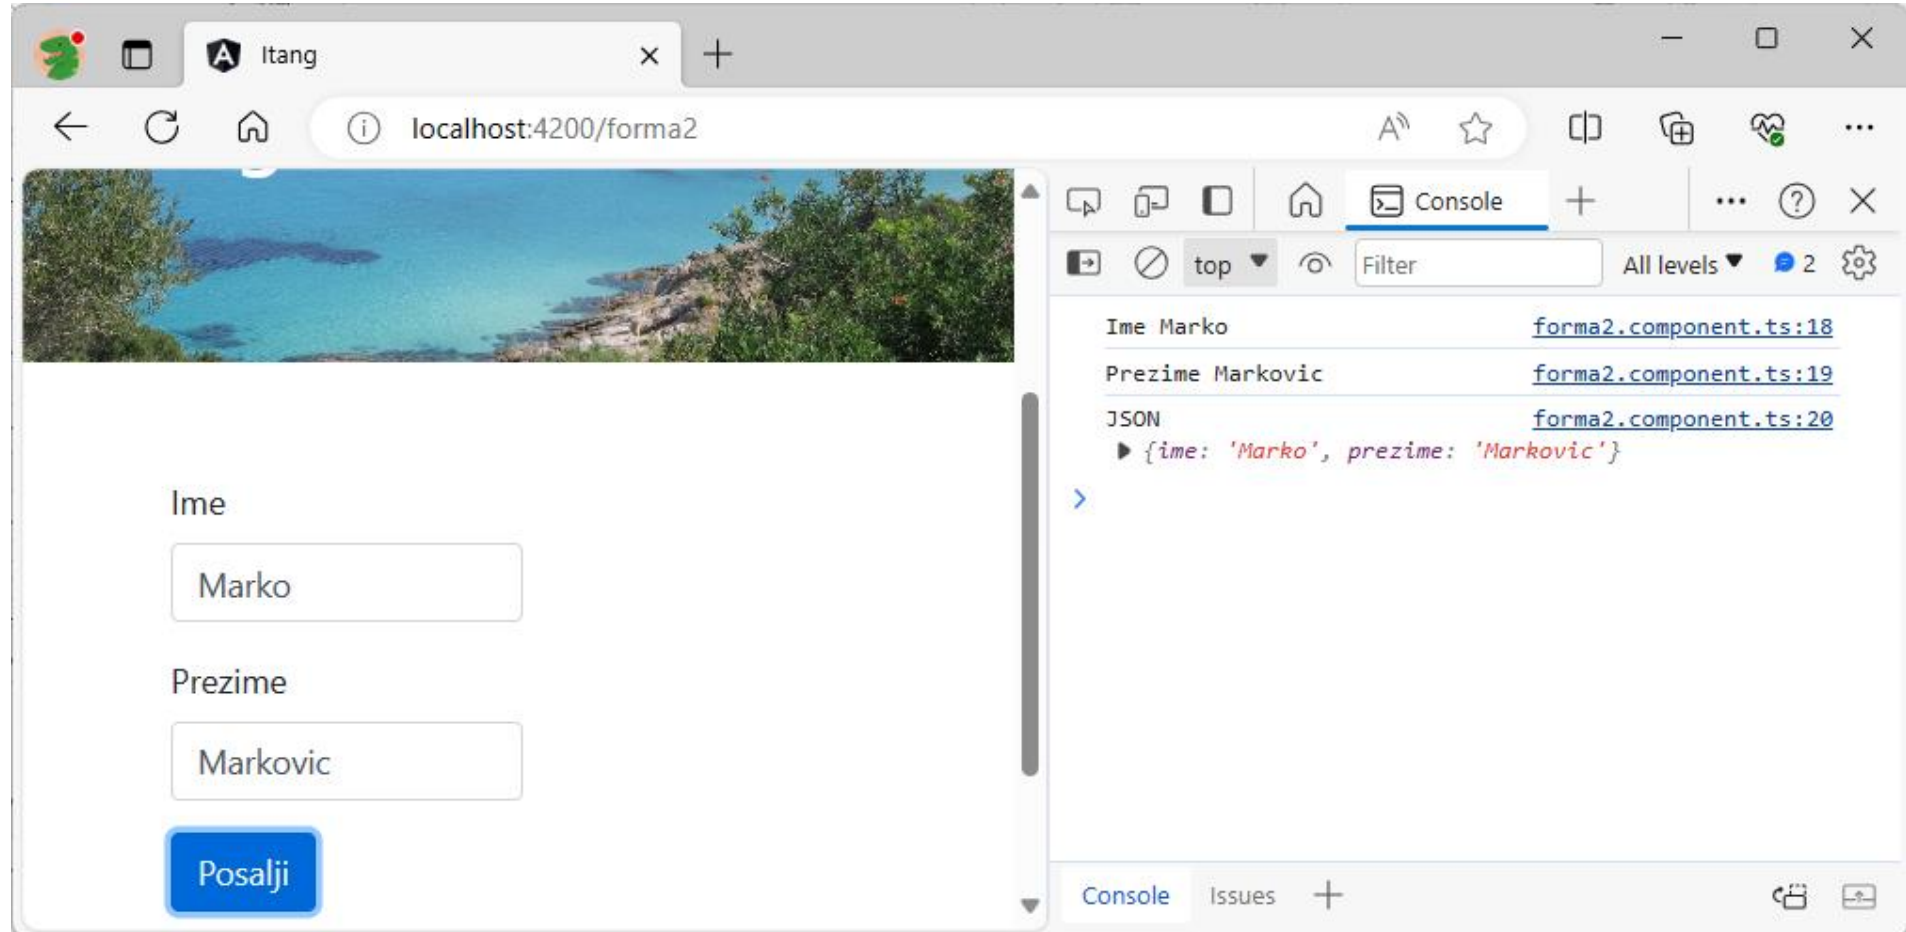 Itang
localhost:4200/forma2
Console
top
Filter
All levels
2
Ime Marko forma2.component.ts:18
Prezime Markovic forma2.component.ts:19
JSON forma2.component.ts:20
{ime: 'Marko', prezime: 'Markovic'}
Ime
Marko
Prezime
Markovic
Posalji
Console Issues